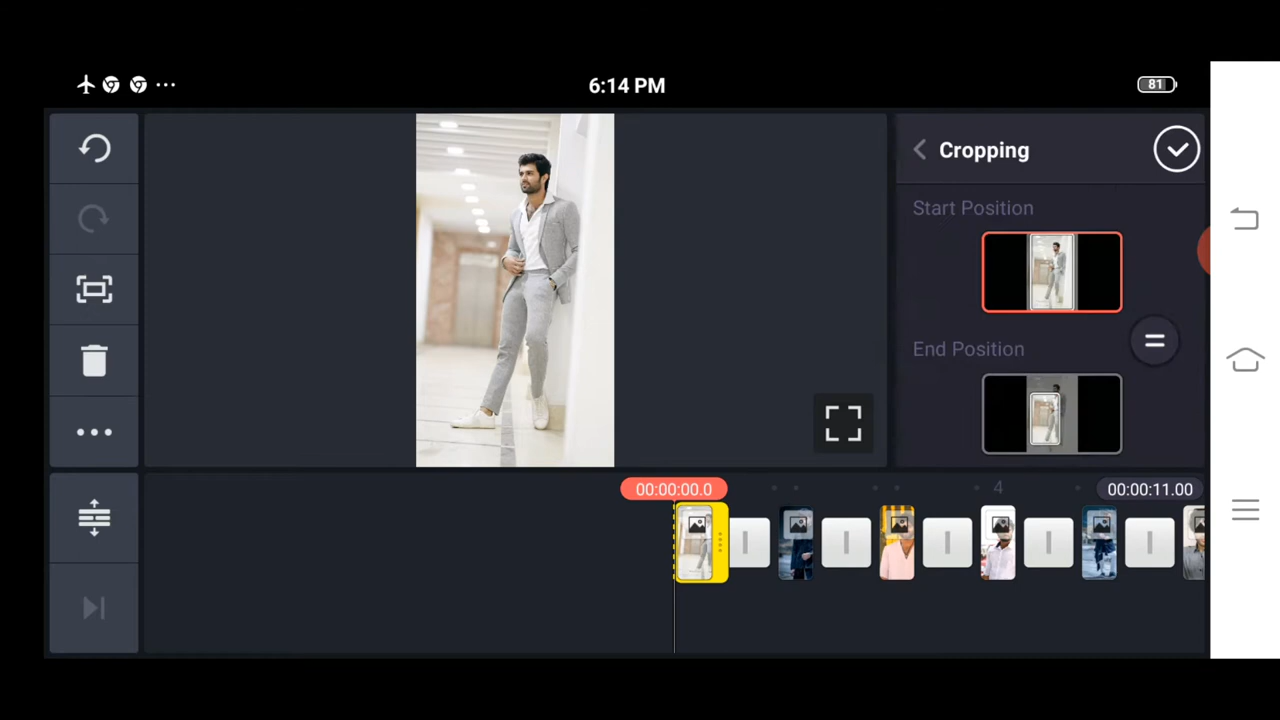 6:14 PM
81
Cropping
Start Position
End Position
00:00:00.0
4
00:00:11.00